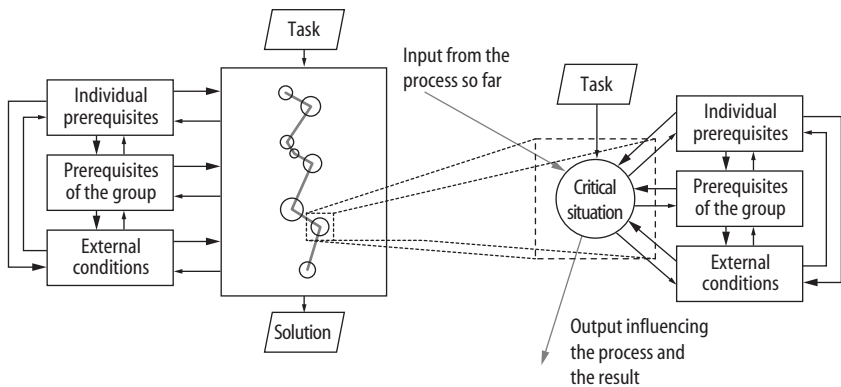 Task
Individual
prerequisites
Prerequisites
of the group
External
conditions
Solution
Input from the
process so far
Task
Critical
situation
Individual
prerequisites
Prerequisites
of the group
External
conditions
Output influencing
the process and
the result